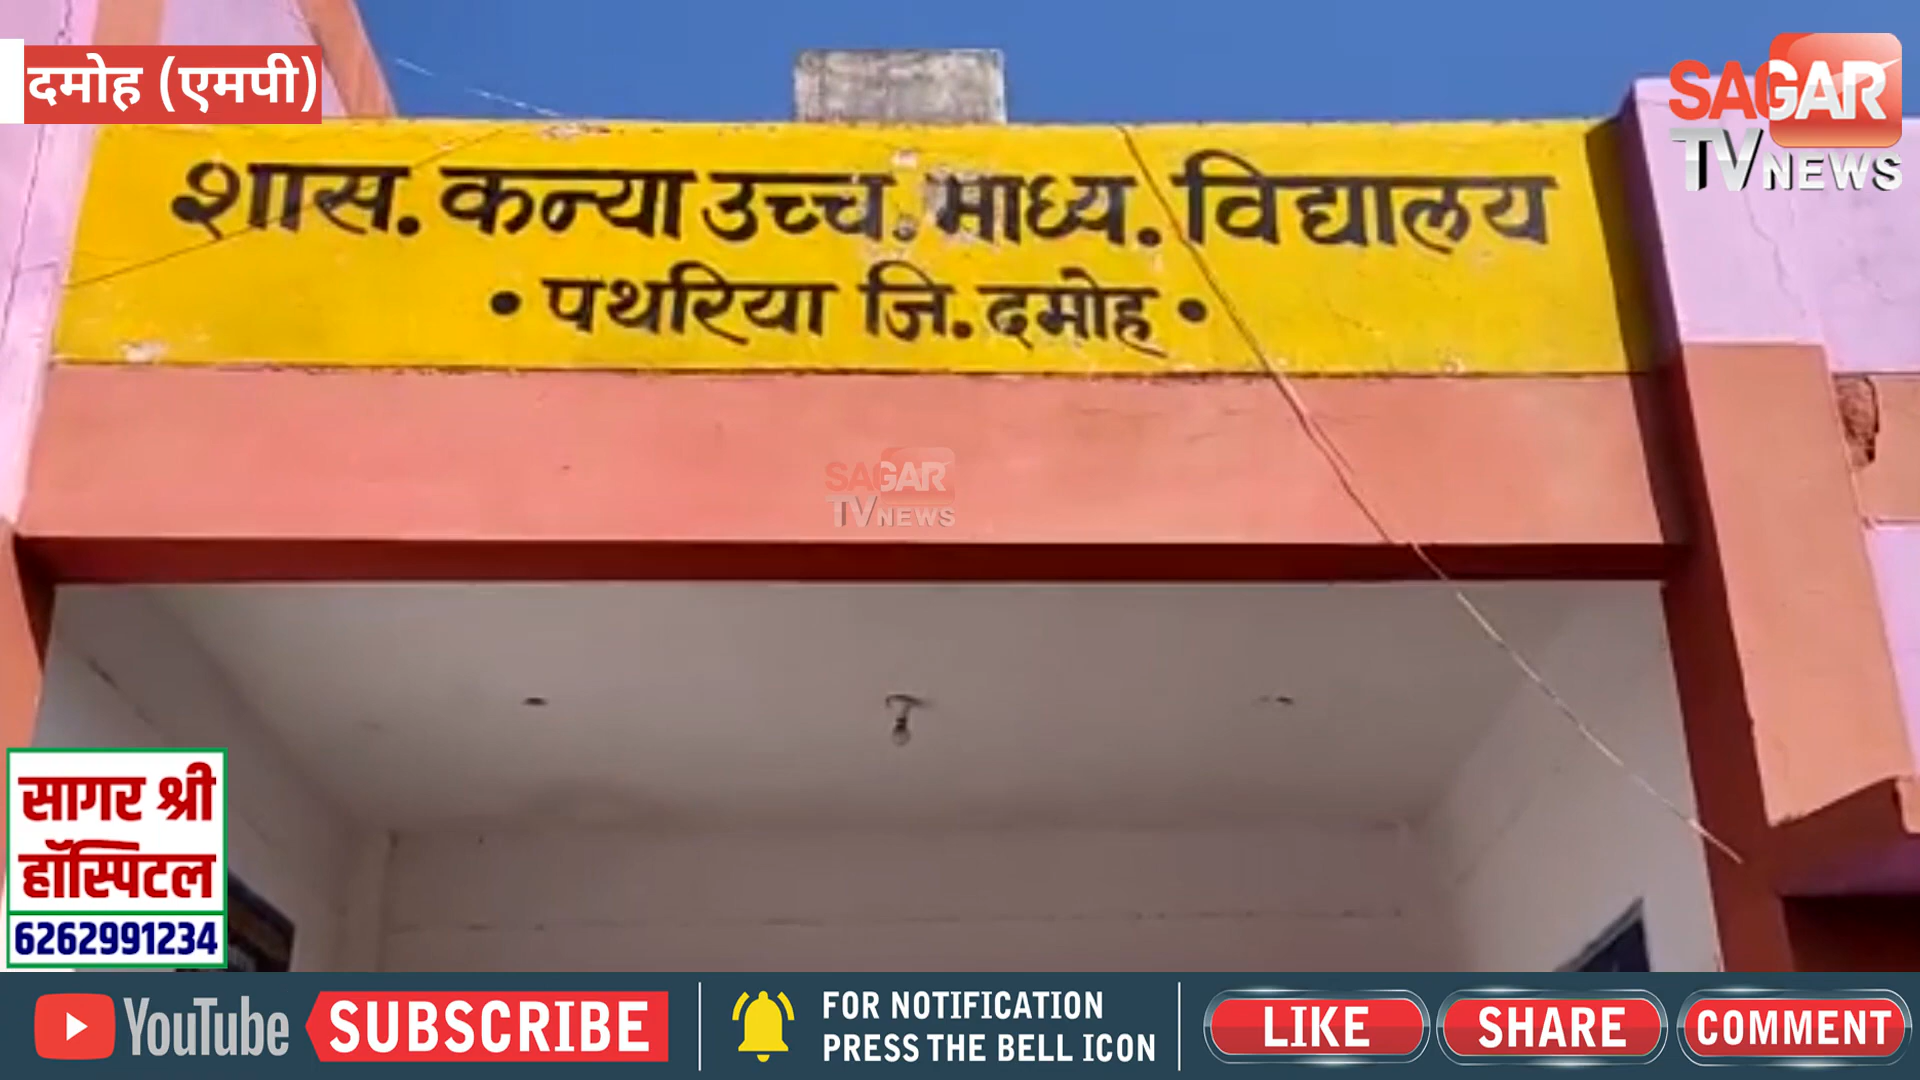 दमोह (एमपी)
SAGAR
TV NEWS
शास. कन्या उच्च. माध्य. विद्यालय
• पथरिया जि. दमोह •
SAGAR
TV NEWS
सागर श्री
हॉस्पिटल
6262991234
YouTube SUBSCRIBE
FOR NOTIFICATION
PRESS THE BELL ICON
LIKE SHARE COMMENT